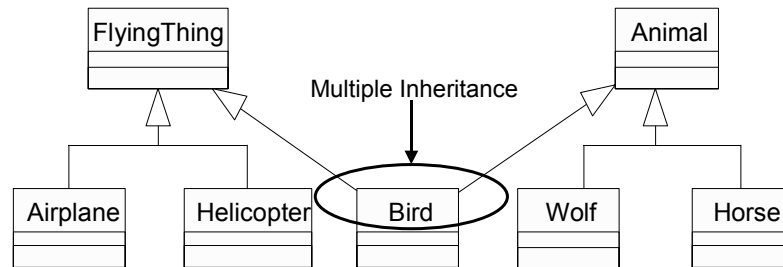 FlyingThing
Animal
Multiple Inheritance
Airplane
Helicopter
Bird
Wolf
Horse